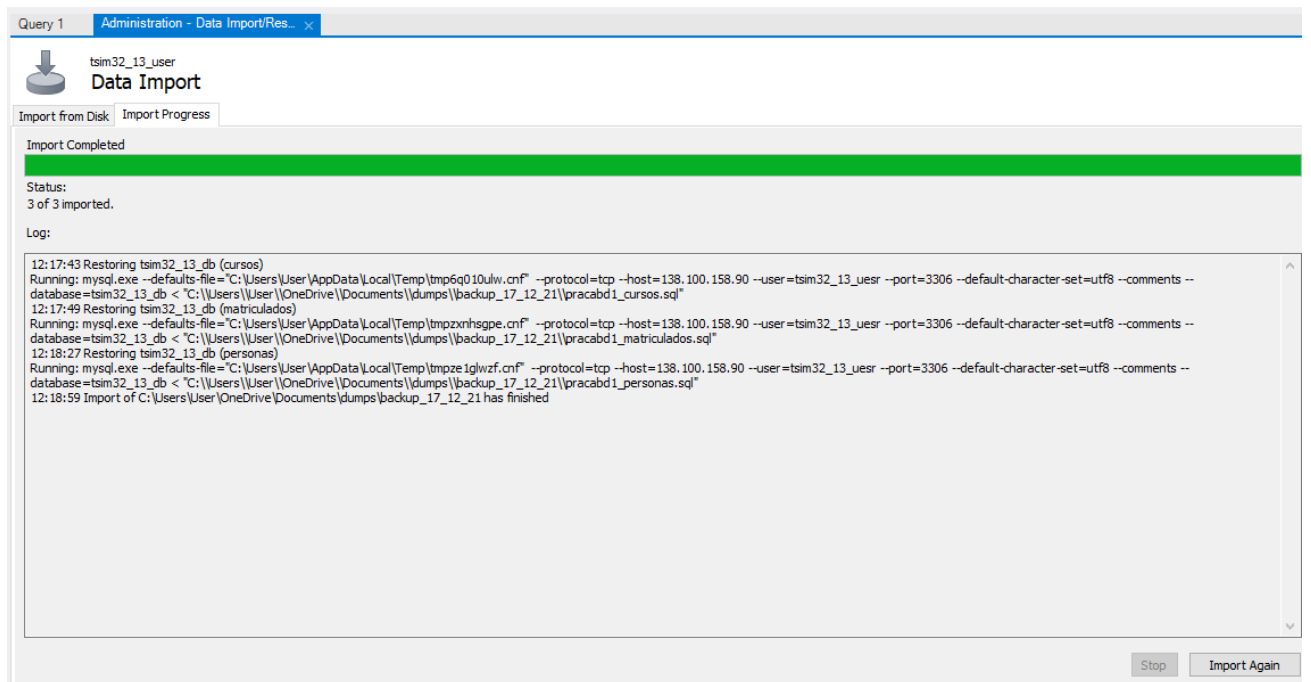 Query 1
Administration - Data Import/Res...
tsim32_13_user
Data Import
Import from Disk
Import Progress
Import Completed
Status:
3 of 3 imported.
Log:
12:17:43 Restoring tsim32_13_db (cursos)
Running: mysql.exe --defaults-file="C:\Users\User\AppData\Local\Temp\tmp6q010ulw.cnf"  --protocol=tcp --host=138.100.158.90 --user=tsim32_13_uesr --port=3306 --default-character-set=utf8 --comments --
database=tsim32_13_db < "C:\\Users\\User\\OneDrive\\Documents\\dumps\\backup_17_12_21\\pracabd1_cursos.sql"
12:17:49 Restoring tsim32_13_db (matriculados)
Running: mysql.exe --defaults-file="C:\Users\User\AppData\Local\Temp\tmpzxnhsgpe.cnf"  --protocol=tcp --host=138.100.158.90 --user=tsim32_13_uesr --port=3306 --default-character-set=utf8 --comments --
database=tsim32_13_db < "C:\\Users\\User\\OneDrive\\Documents\\dumps\\backup_17_12_21\\pracabd1_matriculados.sql"
12:18:27 Restoring tsim32_13_db (personas)
Running: mysql.exe --defaults-file="C:\Users\User\AppData\Local\Temp\tmpze1glwzf.cnf"  --protocol=tcp --host=138.100.158.90 --user=tsim32_13_uesr --port=3306 --default-character-set=utf8 --comments --
database=tsim32_13_db < "C:\\Users\\User\\OneDrive\\Documents\\dumps\\backup_17_12_21\\pracabd1_personas.sql"
12:18:59 Import of C:\Users\User\OneDrive\Documents\dumps\backup_17_12_21 has finished
Stop
Import Again